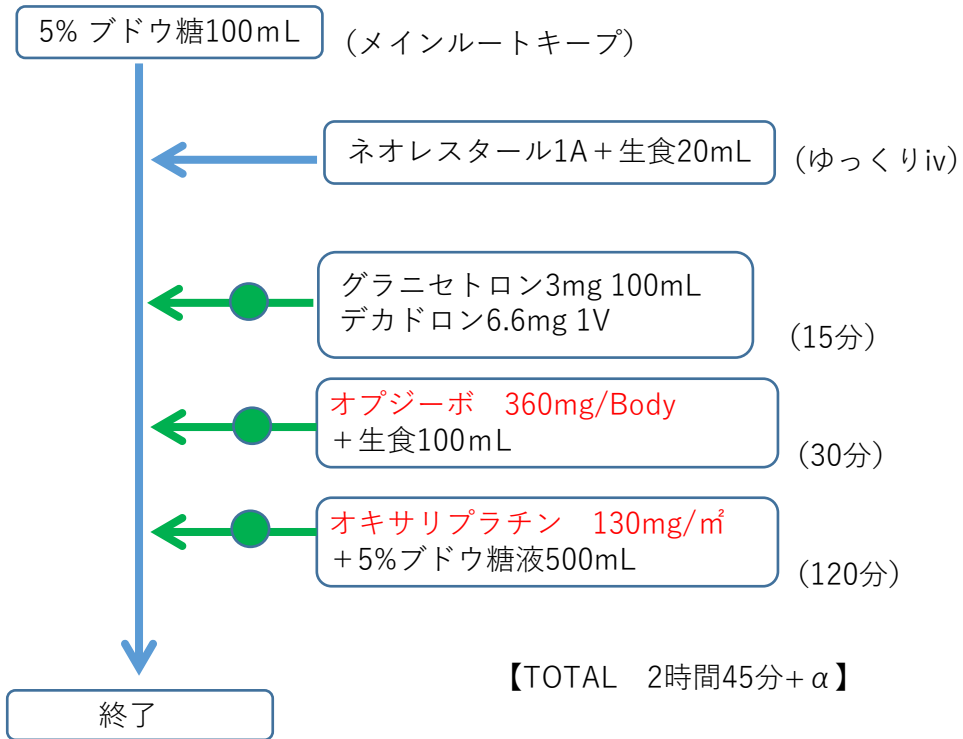 5% ブドウ糖100mL
(メインルートキープ)
ネオレスタール1A+生食20mL
(ゆっくりiv)
グラニセトロン3mg 100mL
デカドロン6.6mg 1V
(15分)
オプジーボ　360mg/Body
+生食100mL
(30分)
オキサリプラチン　130mg/㎡
+5%ブドウ糖液500mL
(120分)
【TOTAL　2時間45分+α】
終了